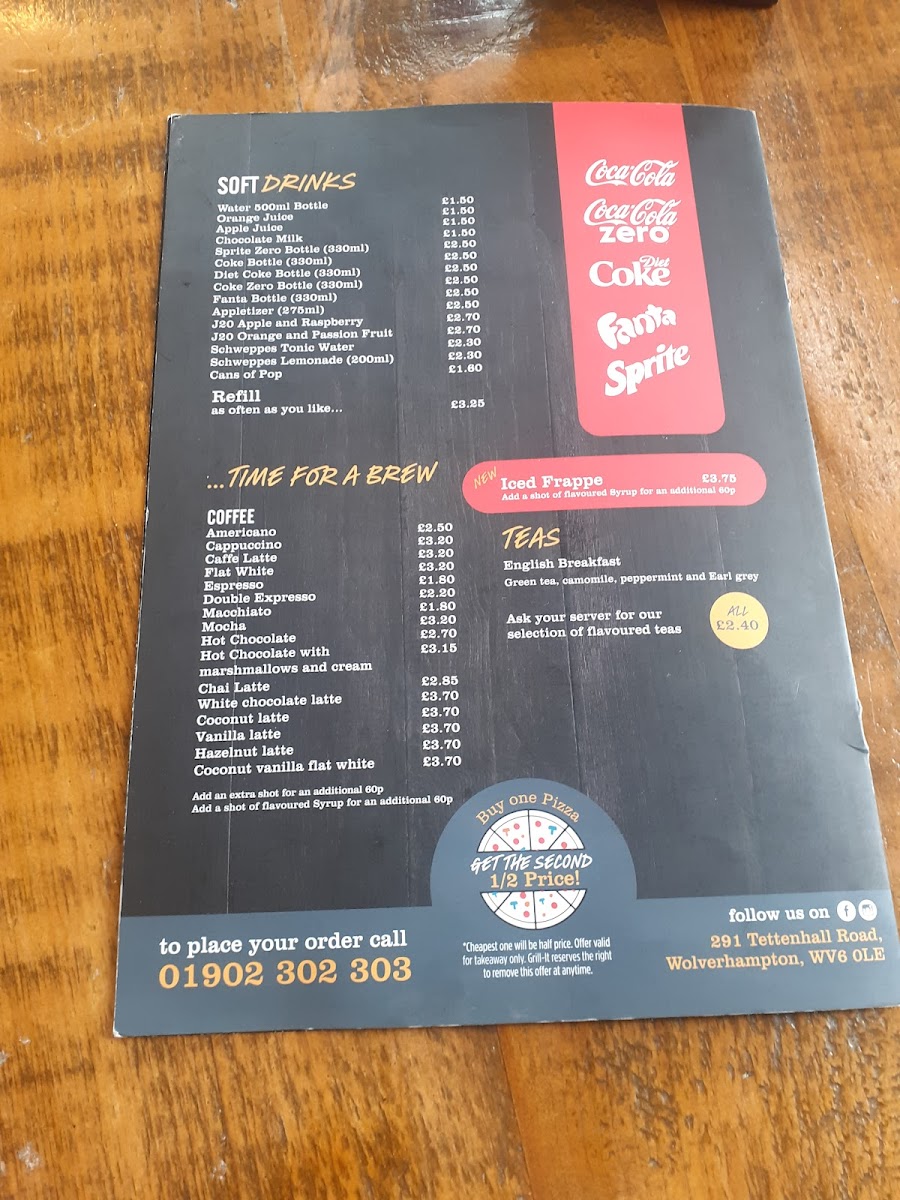 SOFT DRINKS
Water 500ml Bottle £1.50
Orange Juice £1.50
Apple Juice £1.50
Chocolate Milk £1.50
Sprite Zero Bottle (330ml) £2.50
Coke Bottle (330ml) £2.50
Diet Coke Bottle (330ml) £2.50
Coke Zero Bottle (330ml) £2.50
Fanta Bottle (330ml) £2.50
Appletizer (275ml) £2.50
J20 Apple and Raspberry £2.70
J20 Orange and Passion Fruit £2.70
Schweppes Tonic Water £2.30
Schweppes Lemonade (200ml) £2.30
Cans of Pop £1.60
Refill
as often as you like... £3.25
Coca-Cola
Coca-Cola
zero
Diet
Coke
Fanta
Sprite
...TIME FOR A BREW
COFFEE
Americano £2.50
Cappuccino £3.20
Caffe Latte £3.20
Flat White £3.20
Espresso £1.80
Double Expresso £2.20
Macchiato £1.80
Mocha £3.20
Hot Chocolate £2.70
Hot Chocolate with £3.15
marshmallows and cream
Chai Latte £2.85
White chocolate latte £3.70
Coconut latte £3.70
Vanilla latte £3.70
Hazelnut latte £3.70
Coconut vanilla flat white £3.70
Add an extra shot for an additional 60p
Add a shot of flavoured Syrup for an additional 60p
NEW
Iced Frappe £3.75
Add a shot of flavoured Syrup for an additional 60p
TEAS
English Breakfast
Green tea, camomile, peppermint and Earl grey
Ask your server for our
selection of flavoured teas
ALL
£2.40
Buy one Pizza
GET THE SECOND
1/2 Price!
*Cheapest one will be half price. Offer valid
for takeaway only. Grill-It reserves the right
to remove this offer at anytime.
to place your order call
01902 302 303
follow us on
291 Tettenhall Road,
Wolverhampton, WV6 0LE